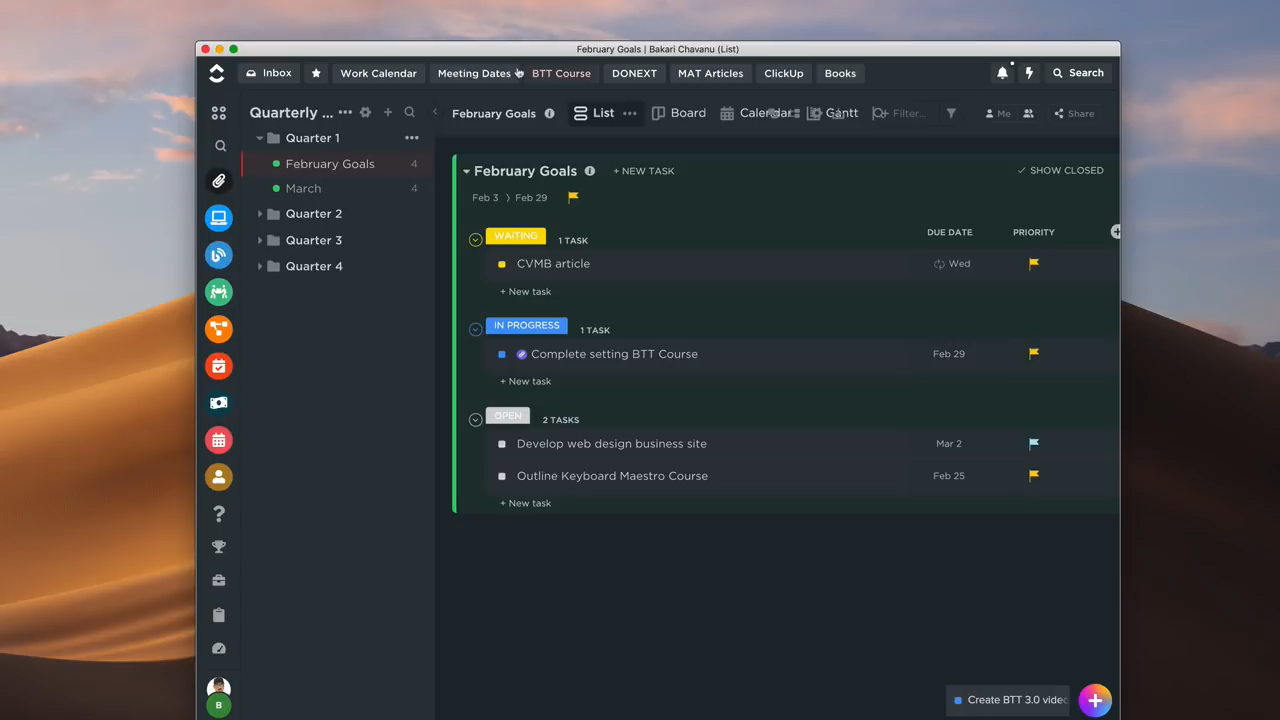 February Goals | Bakari Chavanu (List)
Inbox Work Calendar Meeting Dates BTT Course DONEXT MAT Articles ClickUp Books Search
Quarterly ... February Goals List Board Calendar Gantt Filter... Me Share
Quarter 1
February Goals 4
March 4
Quarter 2
Quarter 3
Quarter 4
February Goals + NEW TASK SHOW CLOSED
Feb 3 Feb 29
WAITING 1 TASK DUE DATE PRIORITY
CVMB article Wed
+ New task
IN PROGRESS 1 TASK
Complete setting BTT Course Feb 29
+ New task
OPEN 2 TASKS
Develop web design business site Mar 2
Outline Keyboard Maestro Course Feb 25
+ New task
Create BTT 3.0 video
B